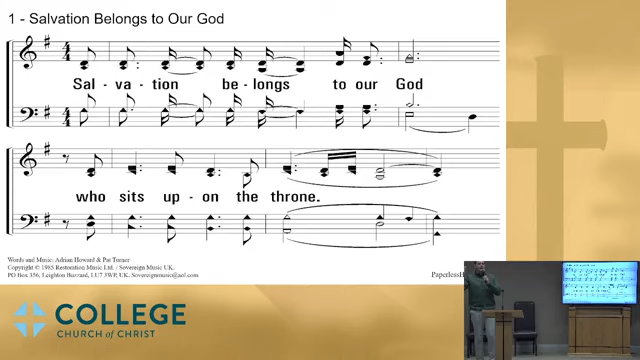 1 - Salvation Belongs to Our God
Sal - va - tion be - longs to our God
who sits up - on the throne.
Words and Music: Adrian Howard & Pat Turner
Copyright © 1985 Restoration Music Ltd. / Sovereign Music UK.
PO Box 356, Leighton Buzzard, LU7 3WP, UK. Sovereignmusic@aol.com
COLLEGE
CHURCH of CHRIST